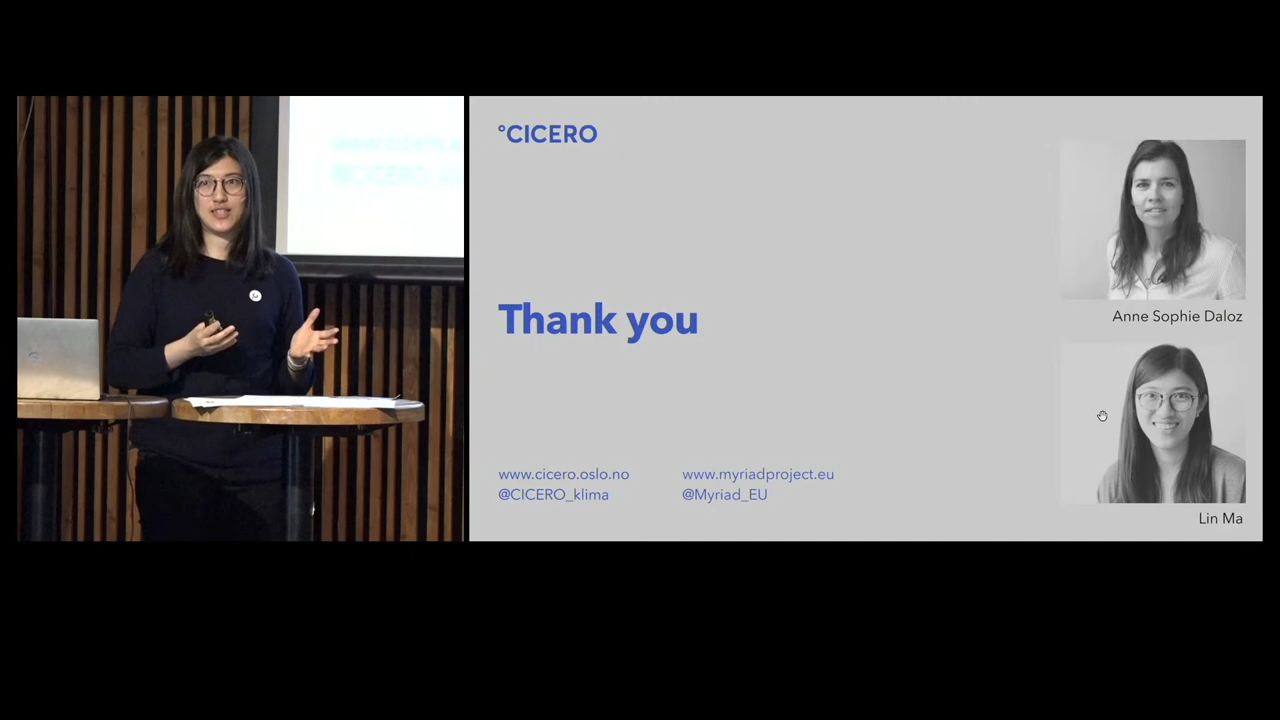 °CICERO
Thank you
www.cicero.oslo.no
@CICERO_klima
www.myriadproject.eu
@Myriad_EU
Anne Sophie Daloz
Lin Ma